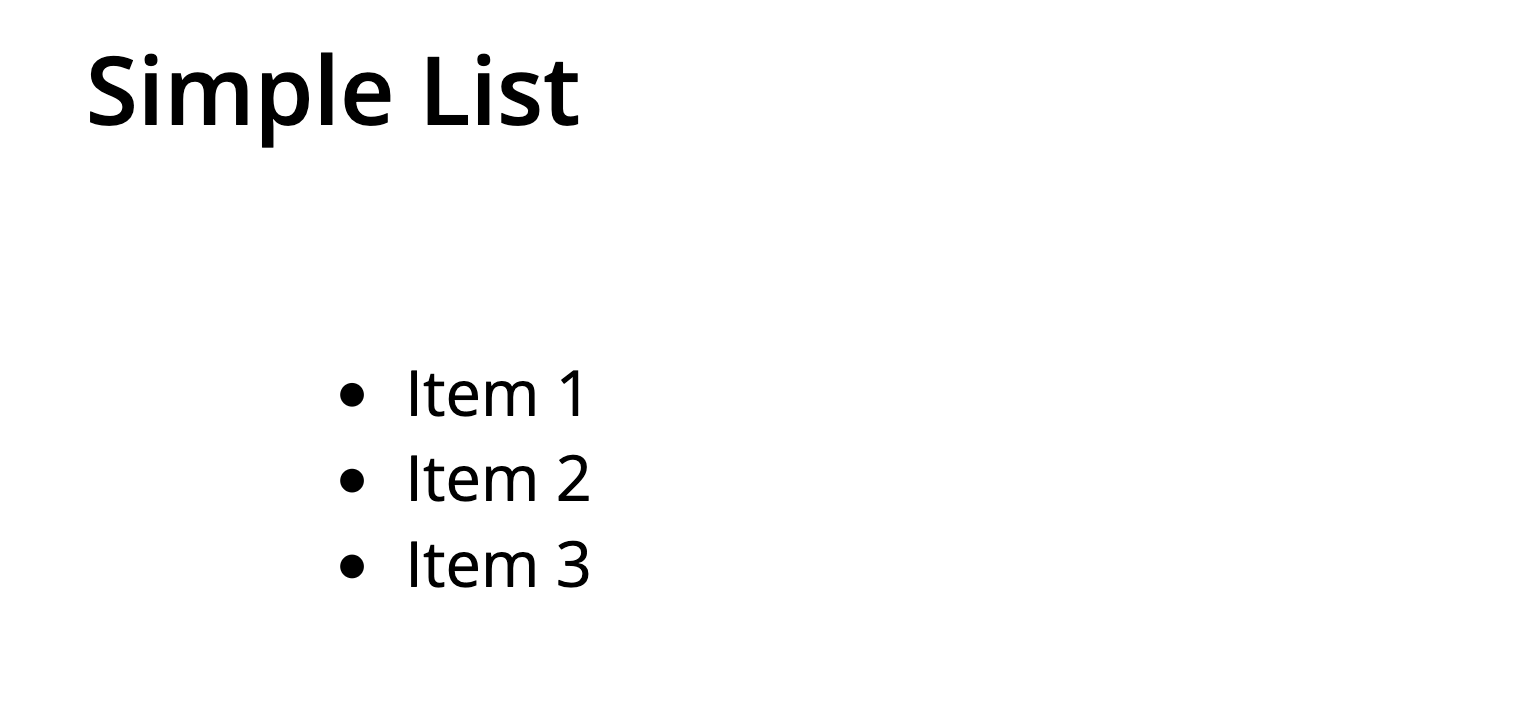 Simple List
• Item 1
• Item 2
• Item 3